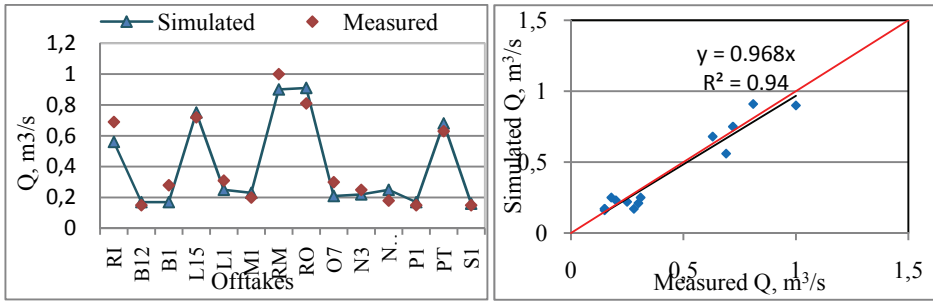 Simulated Measured
Q, m3/s
1,2
1
0,8
0,6
0,4
0,2
0
RI B12 B1 L15 L1 M1 RM RO O7 N3 N.. P1 PT S1
Offtakes
Simulated Q, m³/s
1,5
1
0,5
0
y = 0.968x
R² = 0.94
0 0,5 1 1,5
Measured Q, m³/s